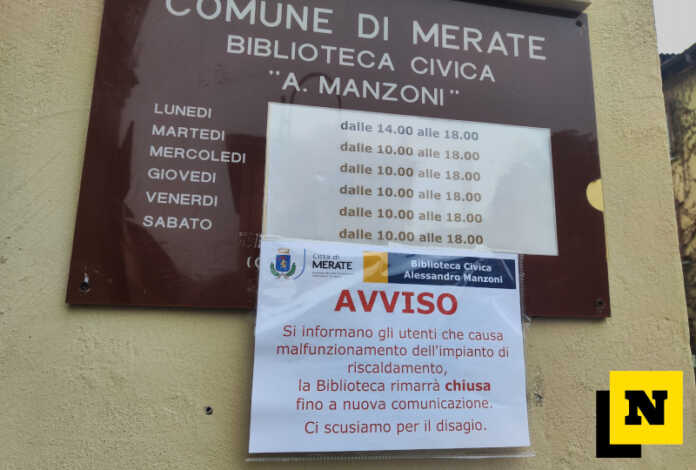 COMUNE DI MERATE
BIBLIOTECA CIVICA
"A. MANZONI"
LUNEDI dalle 14.00 alle 18.00
MARTEDI dalle 10.00 alle 18.00
MERCOLEDI dalle 10.00 alle 18.00
GIOVEDI dalle 10.00 alle 18.00
VENERDI dalle 10.00 alle 18.00
SABATO dalle 10.00 alle 18.00
Città di
MERATE
Biblioteca Civica
Alessandro Manzoni
AVVISO
Si informano gli utenti che causa
malfunzionamento dell'impianto di
riscaldamento,
la Biblioteca rimarrà chiusa
fino a nuova comunicazione.
Ci scusiamo per il disagio.
N